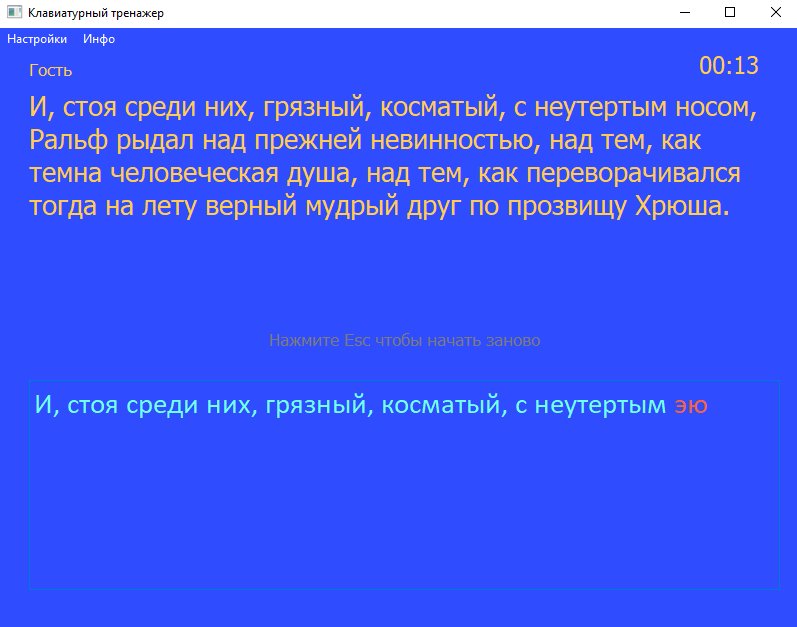 Клавиатурный тренажер
Настройки Инфо
Гость
00:13
И, стоя среди них, грязный, косматый, с неутертым носом,
Ральф рыдал над прежней невинностью, над тем, как
темна человеческая душа, над тем, как переворачивался
тогда на лету верный мудрый друг по прозвищу Хрюша.
Нажмите Esc чтобы начать заново
И, стоя среди них, грязный, косматый, с неутертым эю